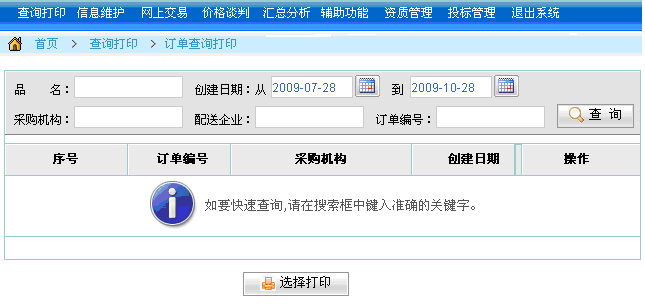 查询打印 信息维护 网上交易 价格谈判 汇总分析 辅助功能 资质管理 投标管理 退出系统
首页 > 查询打印 > 订单查询打印
品 名： 创建日期：从 2009-07-28 到 2009-10-28
采购机构： 配送企业： 订单编号： 查 询
序号 订单编号 采购机构 创建日期 操作
如要快速查询,请在搜索框中键入准确的关键字。
选择打印